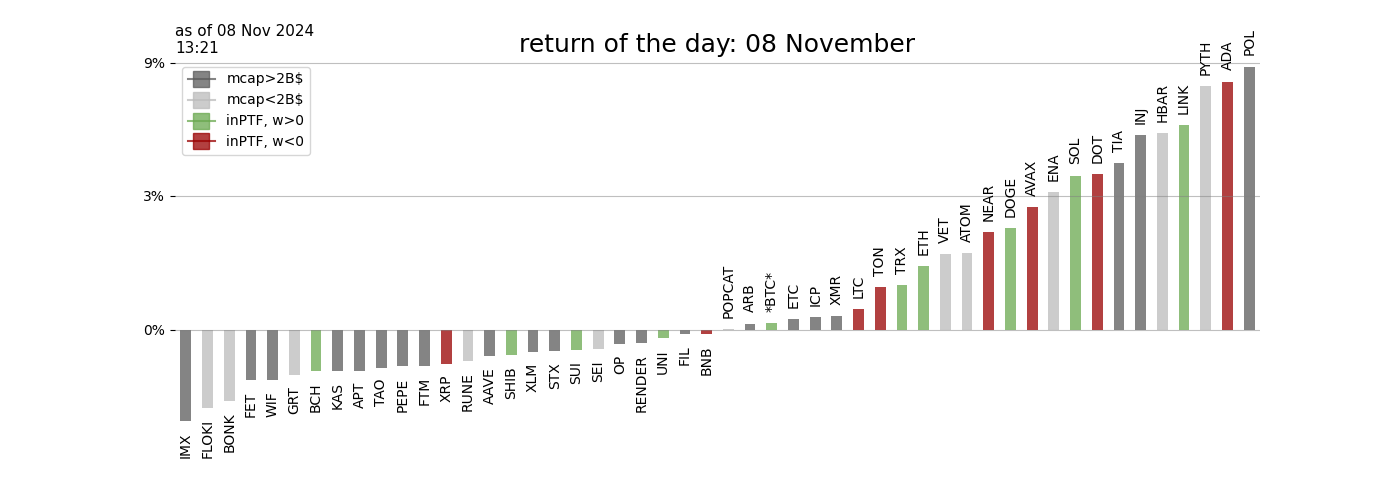 as of 08 Nov 2024
13:21
return of the day: 08 November
9%
3%
0%
mcap>2B$
mcap<2B$
inPTF, w>0
inPTF, w<0
IMX
FLOKI
BONK
FET
WIF
GRT
BCH
KAS
APT
TAO
PEPE
FTM
XRP
RUNE
AAVE
SHIB
XLM
STX
SUI
SEI
OP
RENDER
UNI
FIL
BNB
POPCAT
ARB
*BTC*
ETC
ICP
XMR
LTC
TON
TRX
ETH
VET
ATOM
NEAR
DOGE
AVAX
ENA
SOL
DOT
TIA
INJ
HBAR
LINK
PYTH
ADA
POL